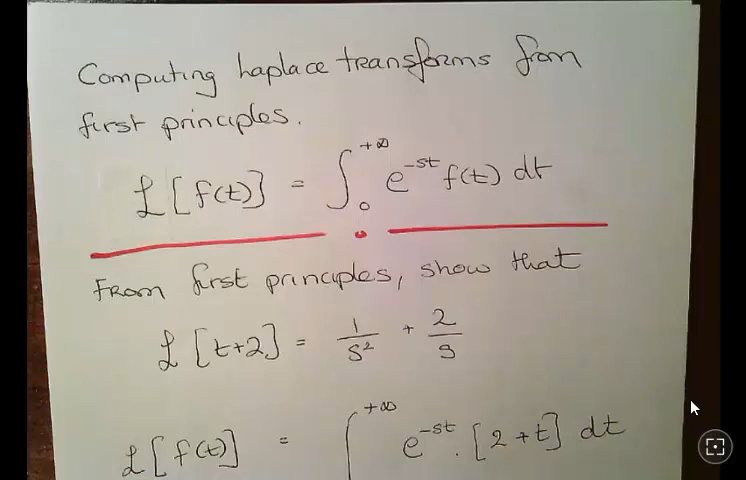 Computing Laplace transforms from
first principles.
ℒ[f(t)] = ∫₀^{+∞} e^{-st} f(t) dt
From first principles, show that
ℒ[t+2] = 1/s² + 2/s
ℒ[f(t)] = ∫^{+∞} e^{-st}.[2+t] dt